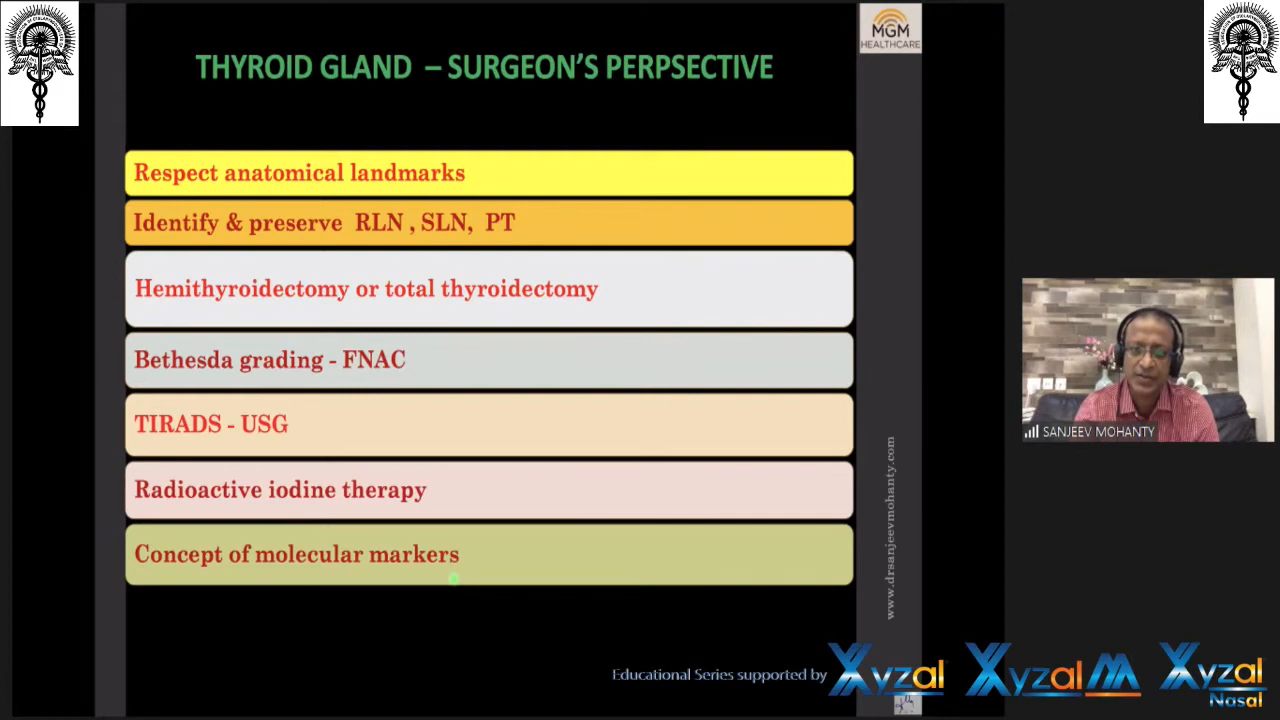 MGM
HEALTHCARE
THYROID GLAND – SURGEON'S PERPSECTIVE
Respect anatomical landmarks
Identify & preserve RLN , SLN, PT
Hemithyroidectomy or total thyroidectomy
Bethesda grading - FNAC
TIRADS - USG
Radioactive iodine therapy
Concept of molecular markers
www.drsanjeevmohanty.com
SANJEEV MOHANTY
Educational Series supported by
Xyzal
Xyzal M
Xyzal
Nasal